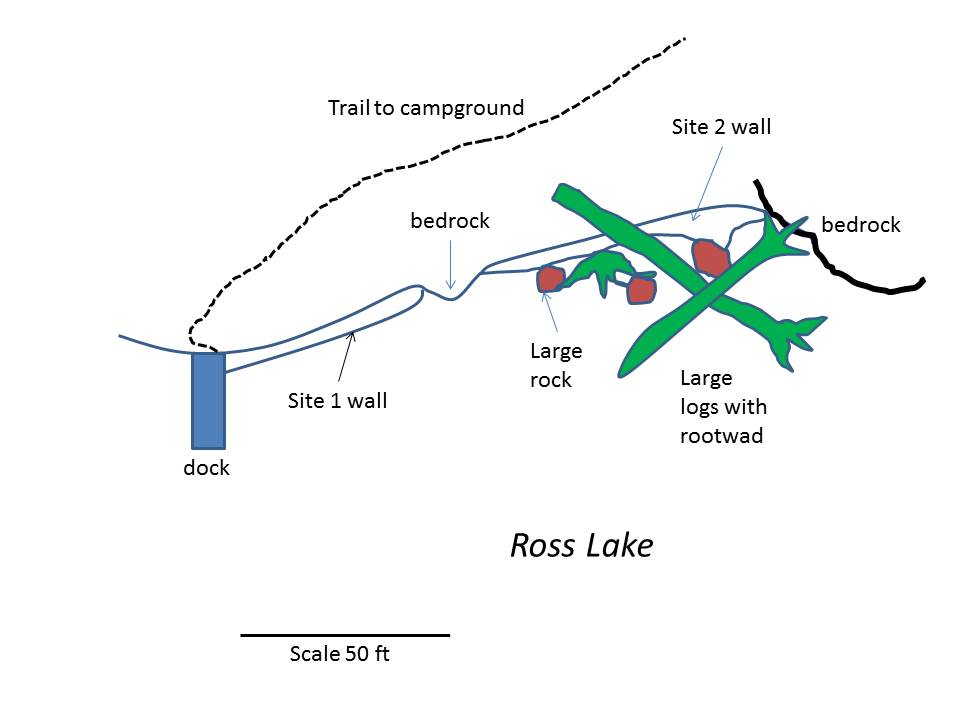 Trail to campground
Site 2 wall
bedrock
bedrock
Large
rock
Large
logs with
rootwad
Site 1 wall
dock
Ross Lake
Scale 50 ft